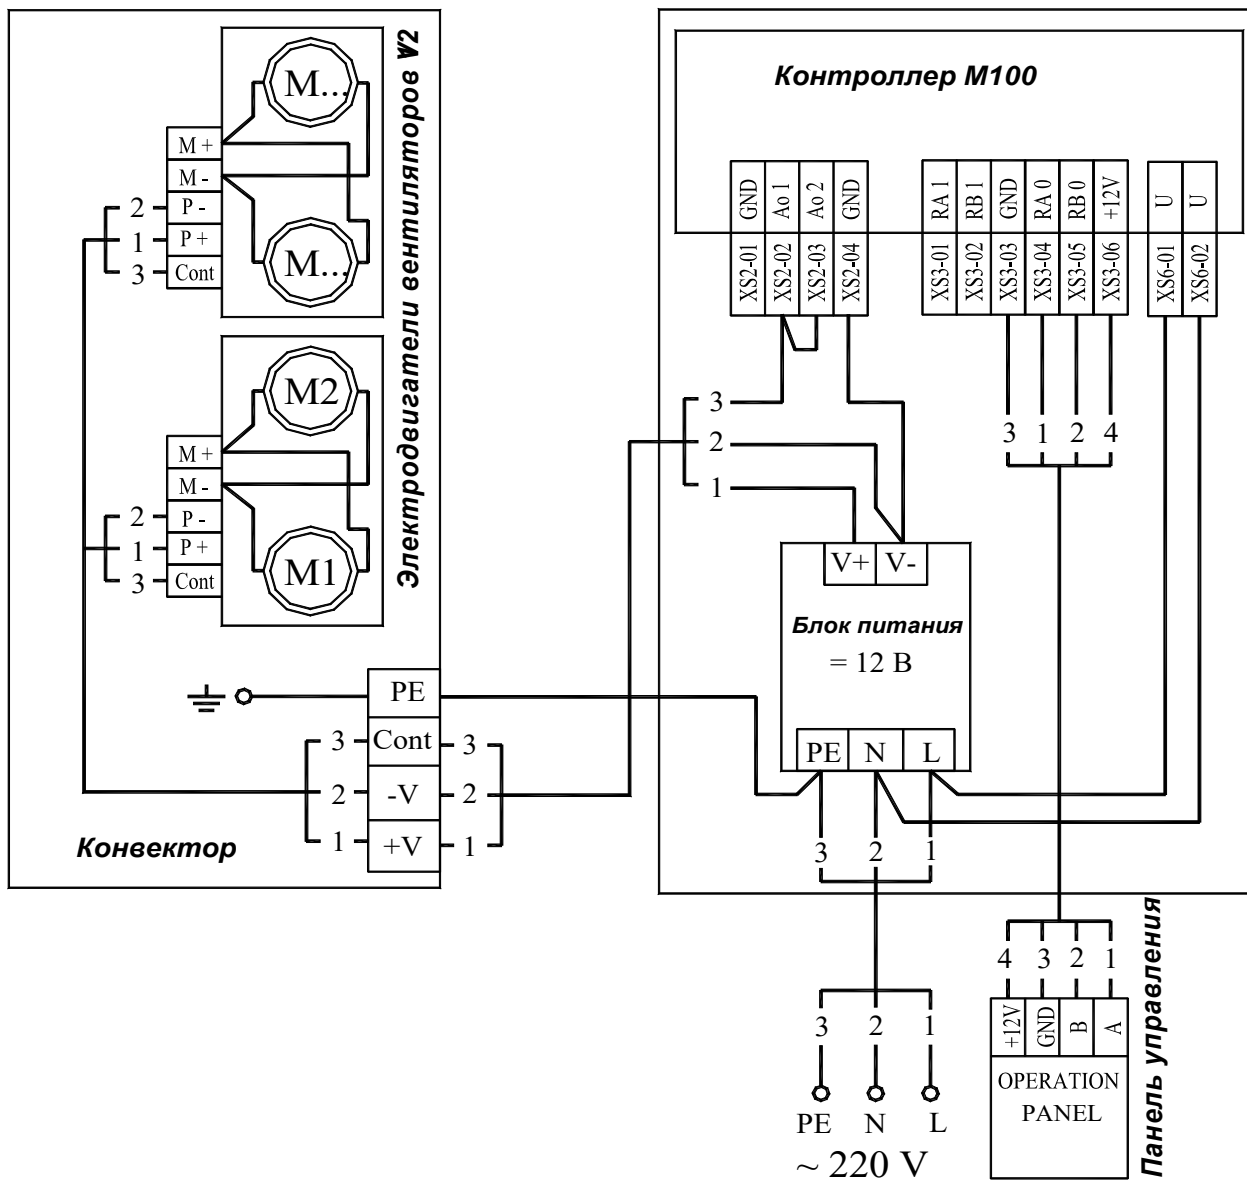 Электродвигатели вентиляторов V2
M...
M +
M -
2 P -
1 P +
3 Cont
M...
M2
M +
M -
2 P -
1 P +
3 Cont
M1
PE
3 Cont 3
2 -V 2
1 +V 1
Конвектор
Контроллер M100
GND Ao 1 Ao 2 GND RA 1 RB 1 GND RA 0 RB 0 +12V U U
XS2-01 XS2-02 XS2-03 XS2-04 XS3-01 XS3-02 XS3-03 XS3-04 XS3-05 XS3-06 XS6-01 XS6-02
3
2
1
3 1 2 4
V+ V-
Блок питания
= 12 В
PE N L
3 2 1
3 2 1
PE N L
~ 220 V
4 3 2 1
+12V GND B A
OPERATION
PANEL
Панель управления